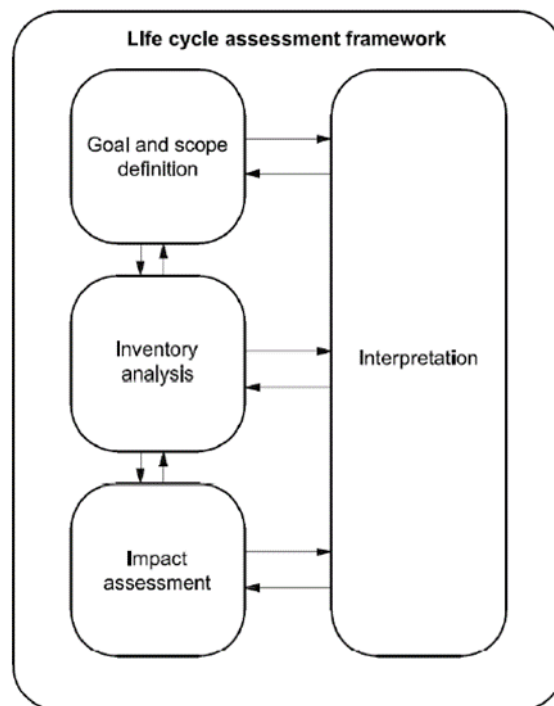 LIfe cycle assessment framework
Goal and scope
definition
Inventory
analysis
Interpretation
Impact
assessment